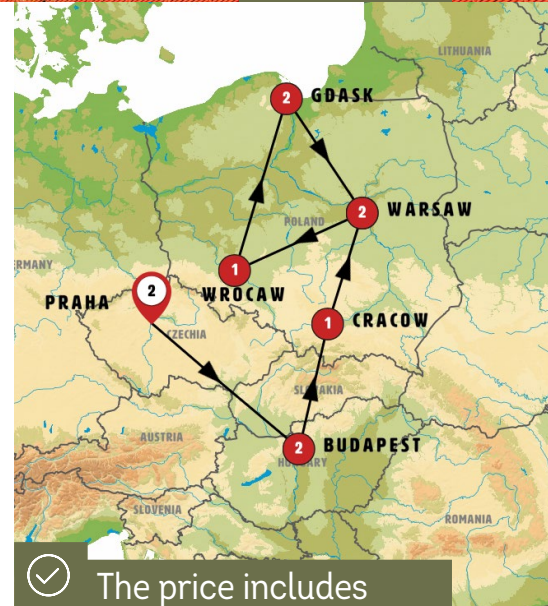 LITHUANIA
2 GDASK
2 WARSAW
POLAND
RMANY
1
WROCAW
PRAHA 2
1 CRACOW
CZECHIA
SLOVAKIA
AUSTRIA
2 BUDAPEST
HUNGARY
SLOVENIA
ROMANIA
The price includes